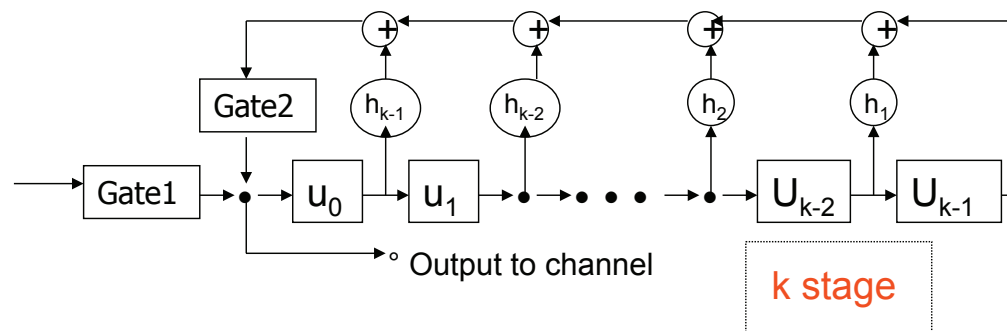 + + + +
Gate2 h_{k-1} h_{k-2} h_2 h_1
Gate1 u_0 u_1 • • • U_{k-2} U_{k-1}
° Output to channel
k stage